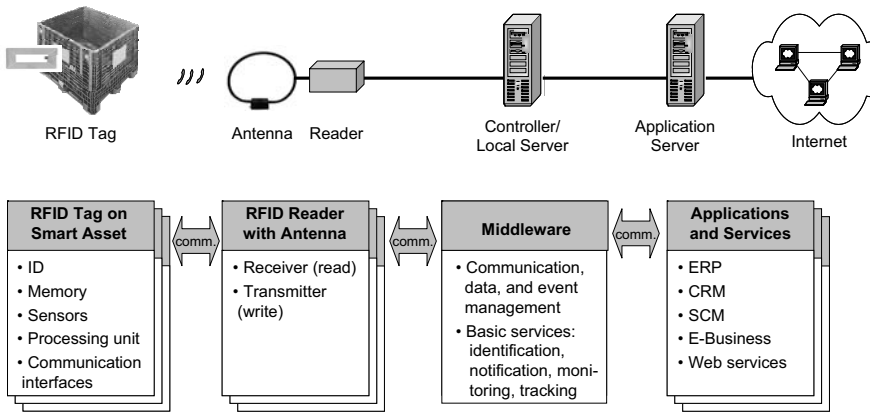 RFID Tag
Antenna
Reader
Controller/
Local Server
Application
Server
Internet
RFID Tag on
Smart Asset
• ID
• Memory
• Sensors
• Processing unit
• Communication
interfaces
comm.
RFID Reader
with Antenna
• Receiver (read)
• Transmitter
(write)
comm.
Middleware
• Communication,
data, and event
management
• Basic services:
identification,
notification, moni-
toring, tracking
comm.
Applications
and Services
• ERP
• CRM
• SCM
• E-Business
• Web services